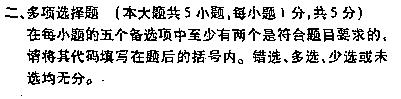 二、多项选择题 (本大题共5小题,每小题1分,共5分)
在每小题的五个备选项中至少有两个是符合题目要求的,
请将其代码填写在题后的括号内。错选、多选、少选或未
选均无分。